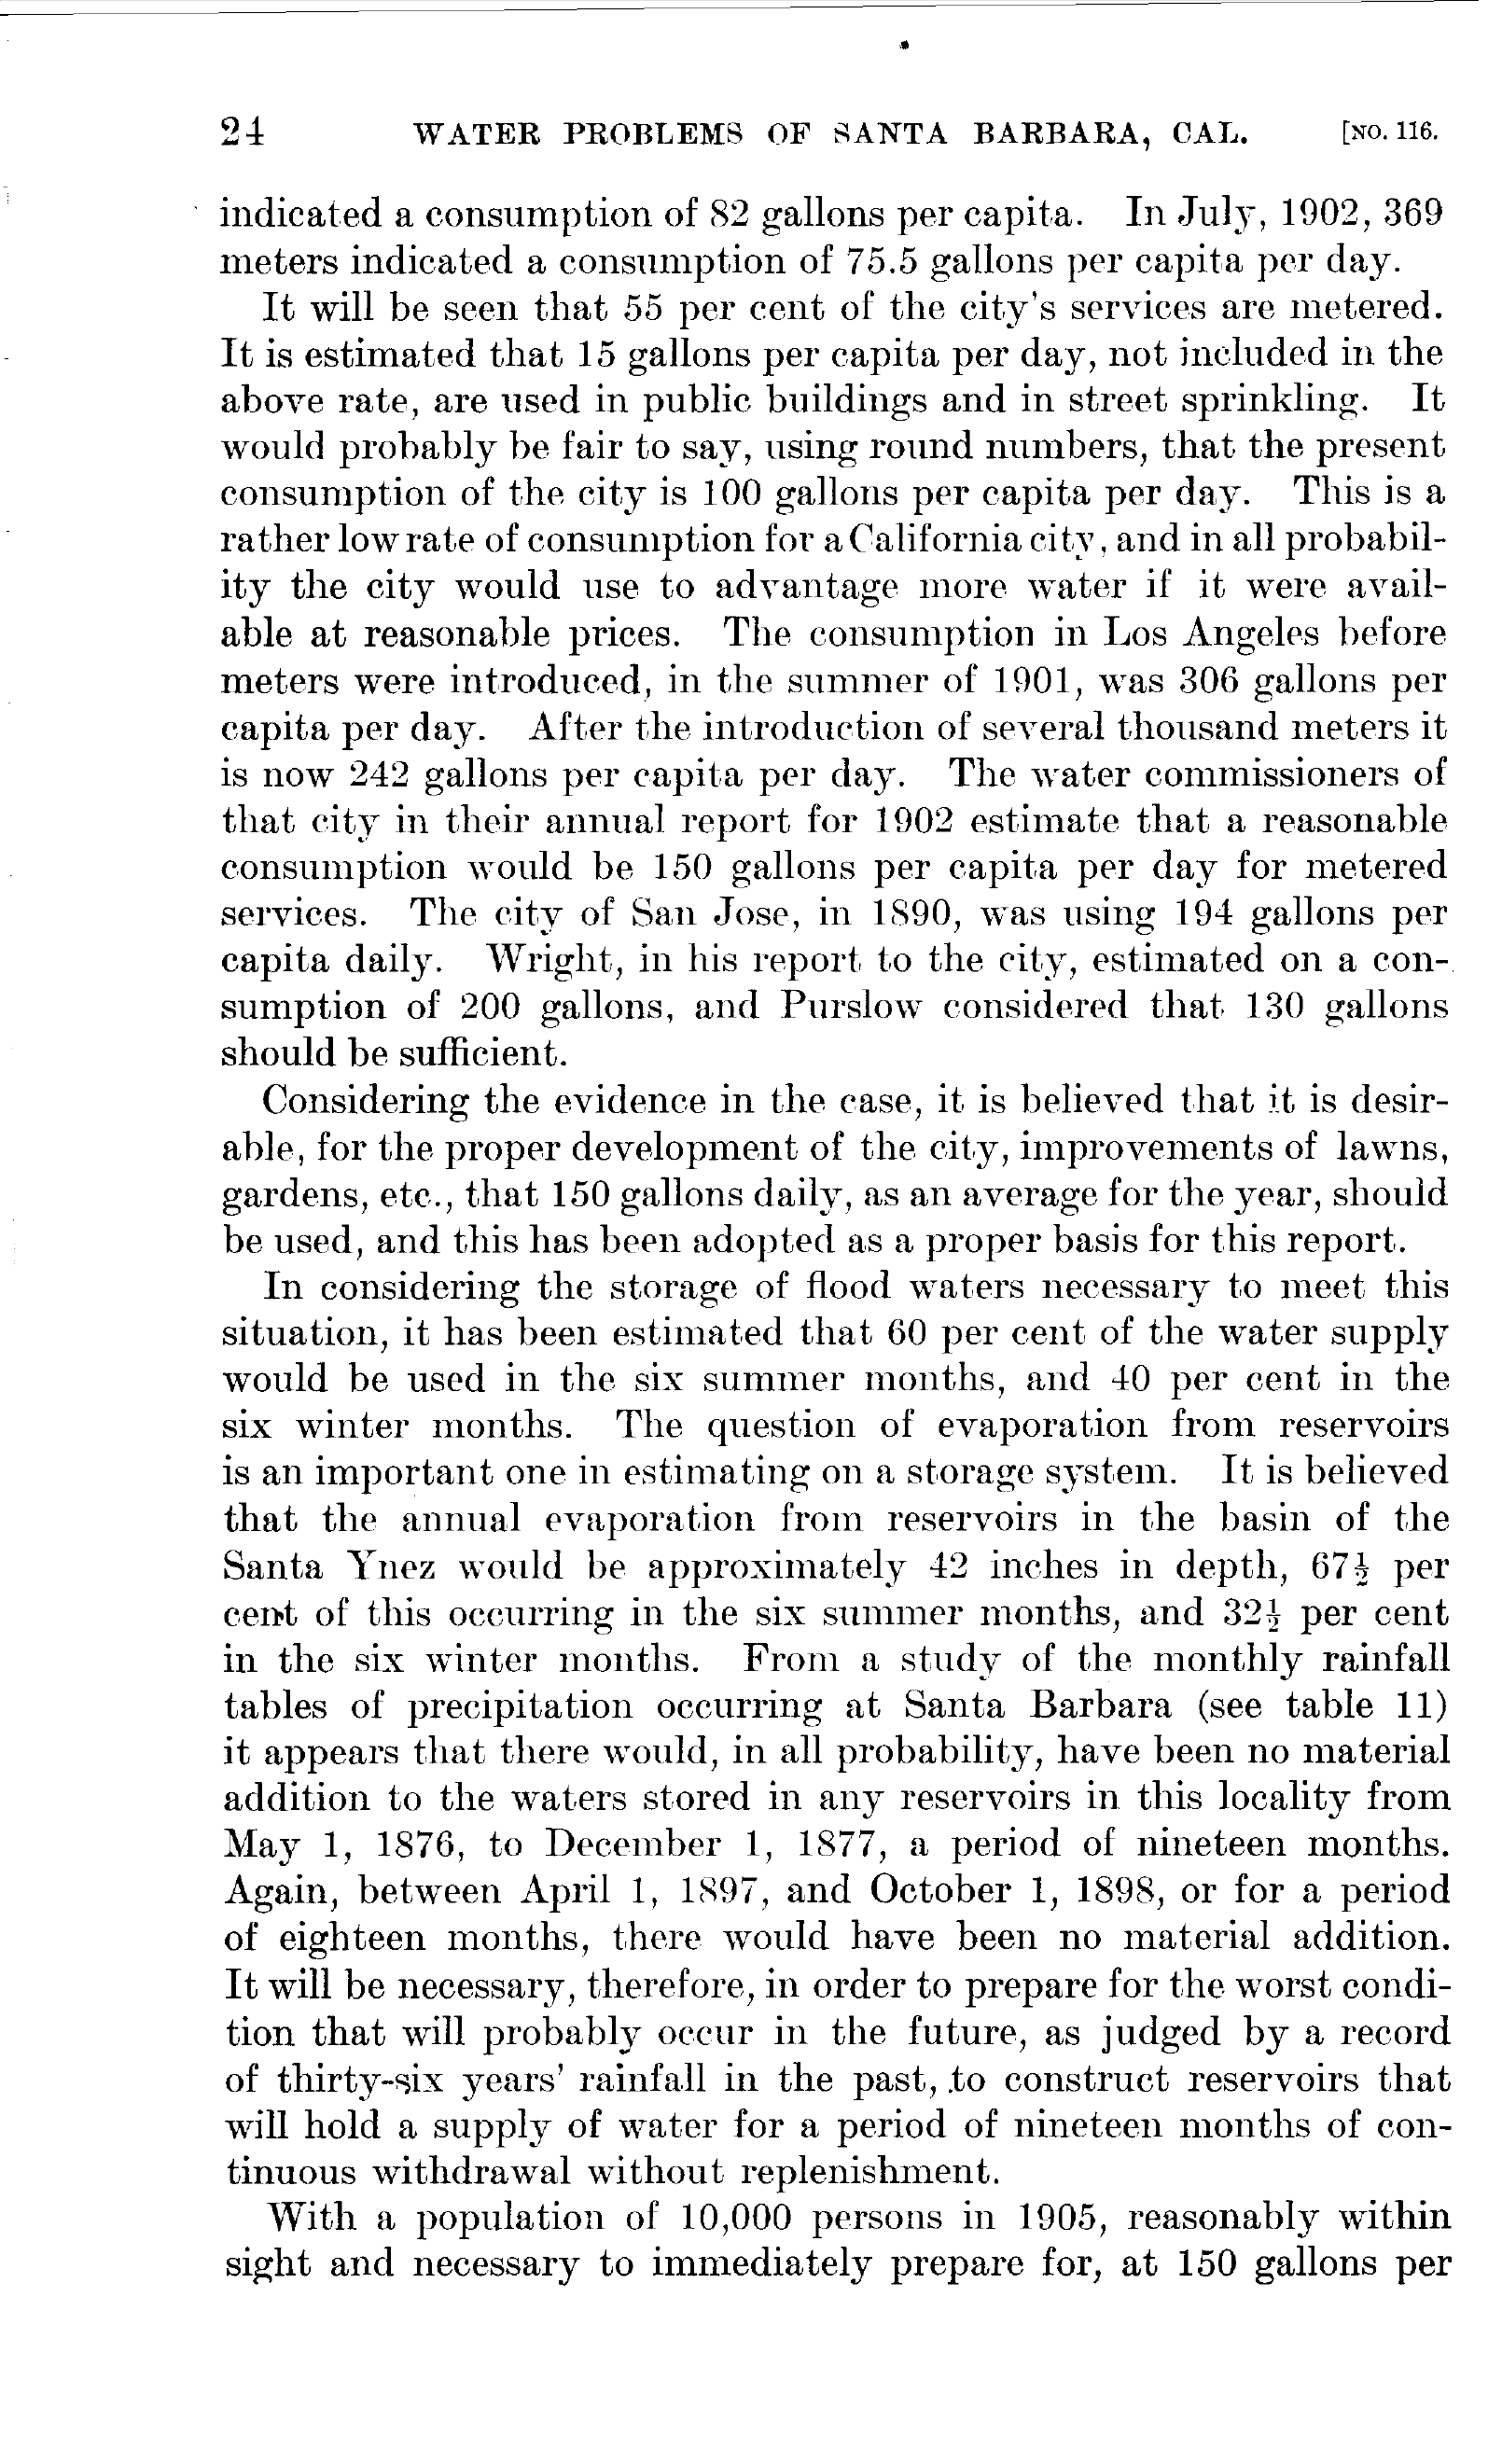 24 WATER PROBLEMS OF SANTA BARBARA, CAL. [NO. 116.
indicated a consumption of 82 gallons per capita. In July, 1902, 369
meters indicated a consumption of 75.5 gallons per capita per day.
It will be seen that 55 per cent of the city's services are metered.
It is estimated that 15 gallons per capita per day, not included in the
above rate, are used in public buildings and in street sprinkling. It
would probably be fair to say, using round numbers, that the present
consumption of the city is 100 gallons per capita per day. This is a
rather low rate of consumption for a California city, and in all probabil-
ity the city would use to advantage more water if it were avail-
able at reasonable prices. The consumption in Los Angeles before
meters were introduced, in the summer of 1901, was 306 gallons per
capita per day. After the introduction of several thousand meters it
is now 242 gallons per capita per day. The water commissioners of
that city in their annual report for 1902 estimate that a reasonable
consumption would be 150 gallons per capita per day for metered
services. The city of San Jose, in 1890, was using 194 gallons per
capita daily. Wright, in his report to the city, estimated on a con-
sumption of 200 gallons, and Purslow considered that 130 gallons
should be sufficient.
Considering the evidence in the case, it is believed that it is desir-
able, for the proper development of the city, improvements of lawns,
gardens, etc., that 150 gallons daily, as an average for the year, should
be used, and this has been adopted as a proper basis for this report.
In considering the storage of flood waters necessary to meet this
situation, it has been estimated that 60 per cent of the water supply
would be used in the six summer months, and 40 per cent in the
six winter months. The question of evaporation from reservoirs
is an important one in estimating on a storage system. It is believed
that the annual evaporation from reservoirs in the basin of the
Santa Ynez would be approximately 42 inches in depth, 67½ per
cent of this occurring in the six summer months, and 32½ per cent
in the six winter months. From a study of the monthly rainfall
tables of precipitation occurring at Santa Barbara (see table 11)
it appears that there would, in all probability, have been no material
addition to the waters stored in any reservoirs in this locality from
May 1, 1876, to December 1, 1877, a period of nineteen months.
Again, between April 1, 1897, and October 1, 1898, or for a period
of eighteen months, there would have been no material addition.
It will be necessary, therefore, in order to prepare for the worst condi-
tion that will probably occur in the future, as judged by a record
of thirty-six years' rainfall in the past, to construct reservoirs that
will hold a supply of water for a period of nineteen months of con-
tinuous withdrawal without replenishment.
With a population of 10,000 persons in 1905, reasonably within
sight and necessary to immediately prepare for, at 150 gallons per